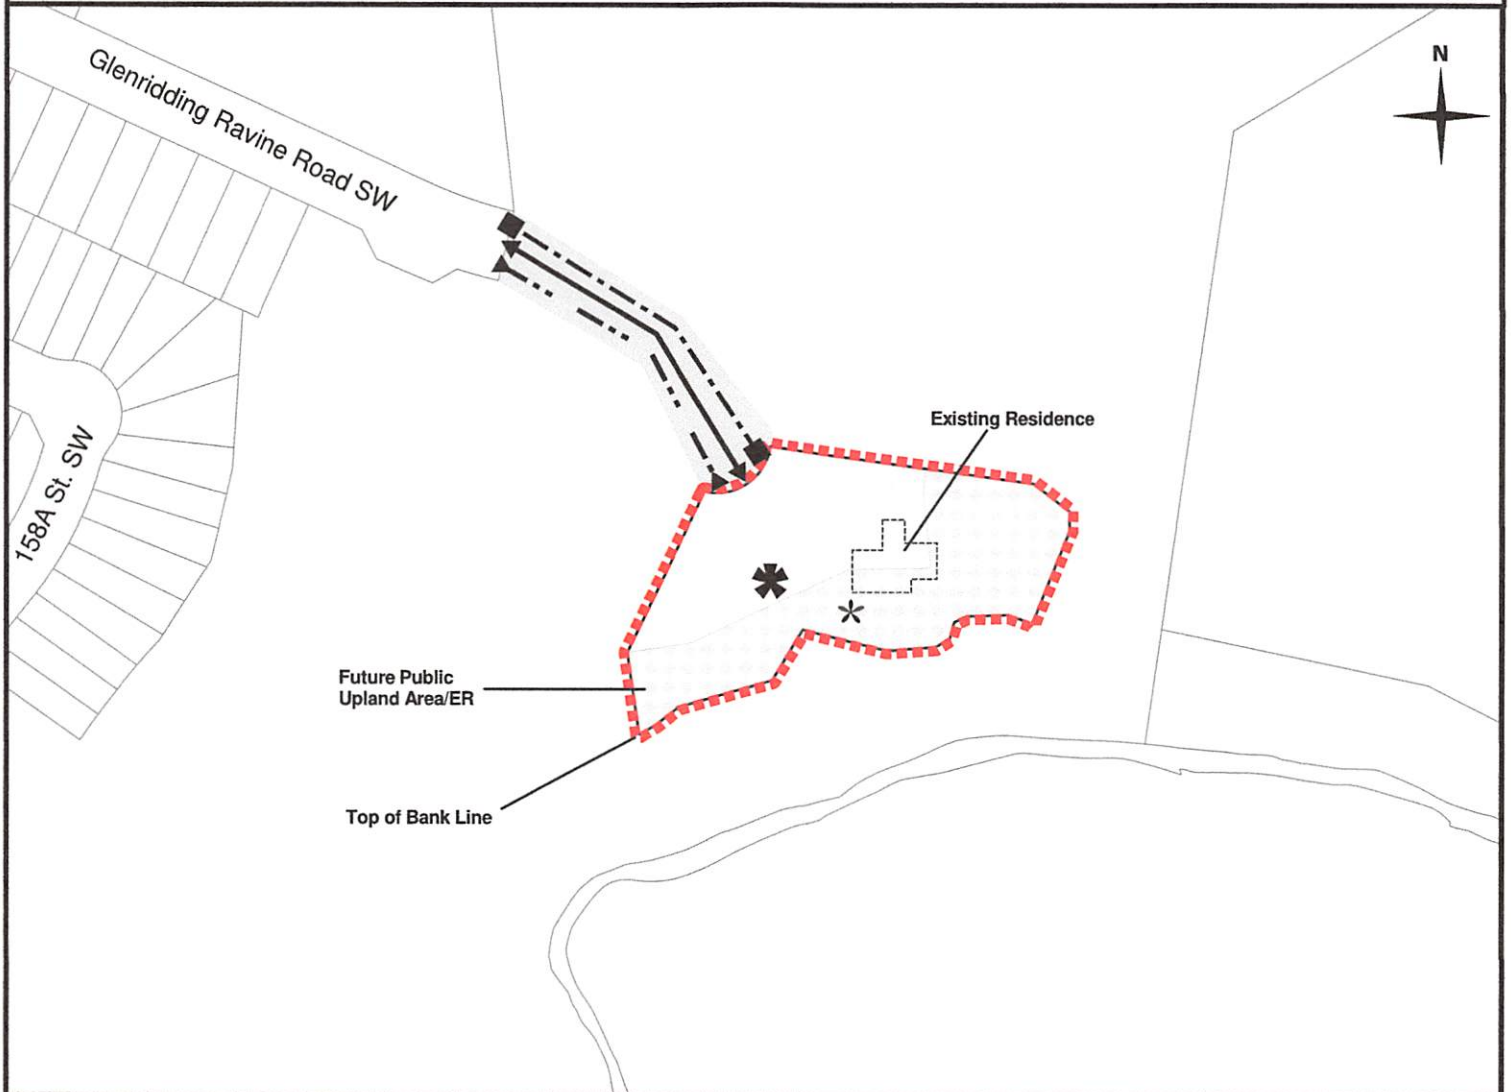 Glenridding Ravine Road SW
N
Existing Residence
158A St. SW
Future Public
Upland Area/ER
Top of Bank Line